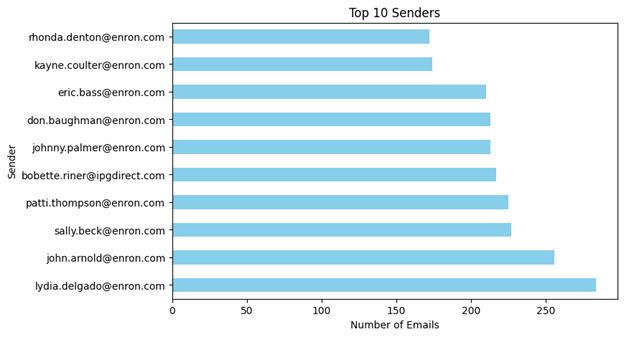 Top 10 Senders
rhonda.denton@enron.com
kayne.coulter@enron.com
eric.bass@enron.com
don.baughman@enron.com
johnny.palmer@enron.com
bobette.riner@ipgdirect.com
patti.thompson@enron.com
sally.beck@enron.com
john.arnold@enron.com
lydia.delgado@enron.com
Sender
0 50 100 150 200 250
Number of Emails